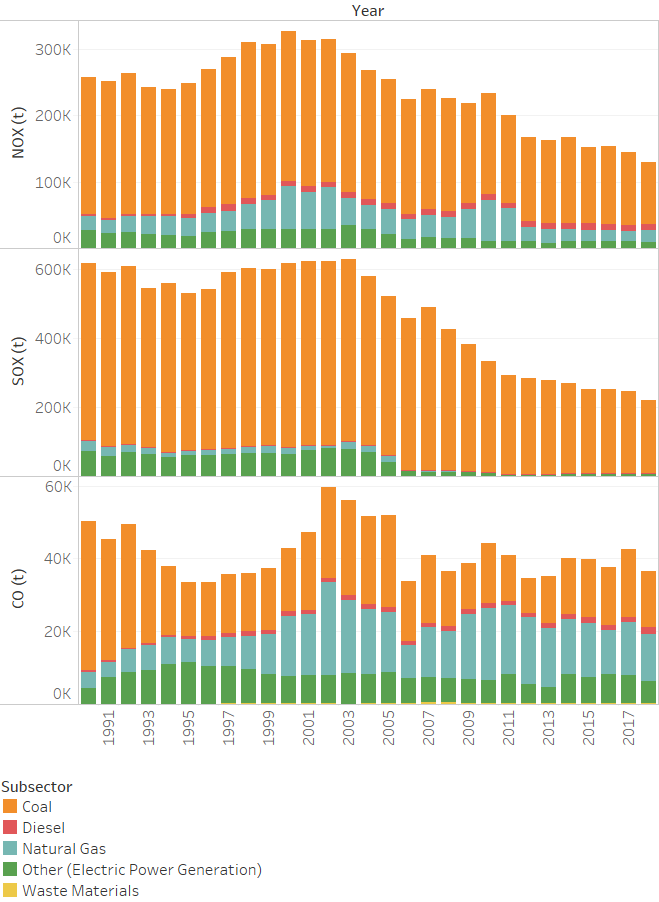 Year
NOX (t)
300K
200K
100K
0K
SOX (t)
600K
400K
200K
0K
CO (t)
60K
40K
20K
0K
1991
1993
1995
1997
1999
2001
2003
2005
2007
2009
2011
2013
2015
2017
Subsector
Coal
Diesel
Natural Gas
Other (Electric Power Generation)
Waste Materials